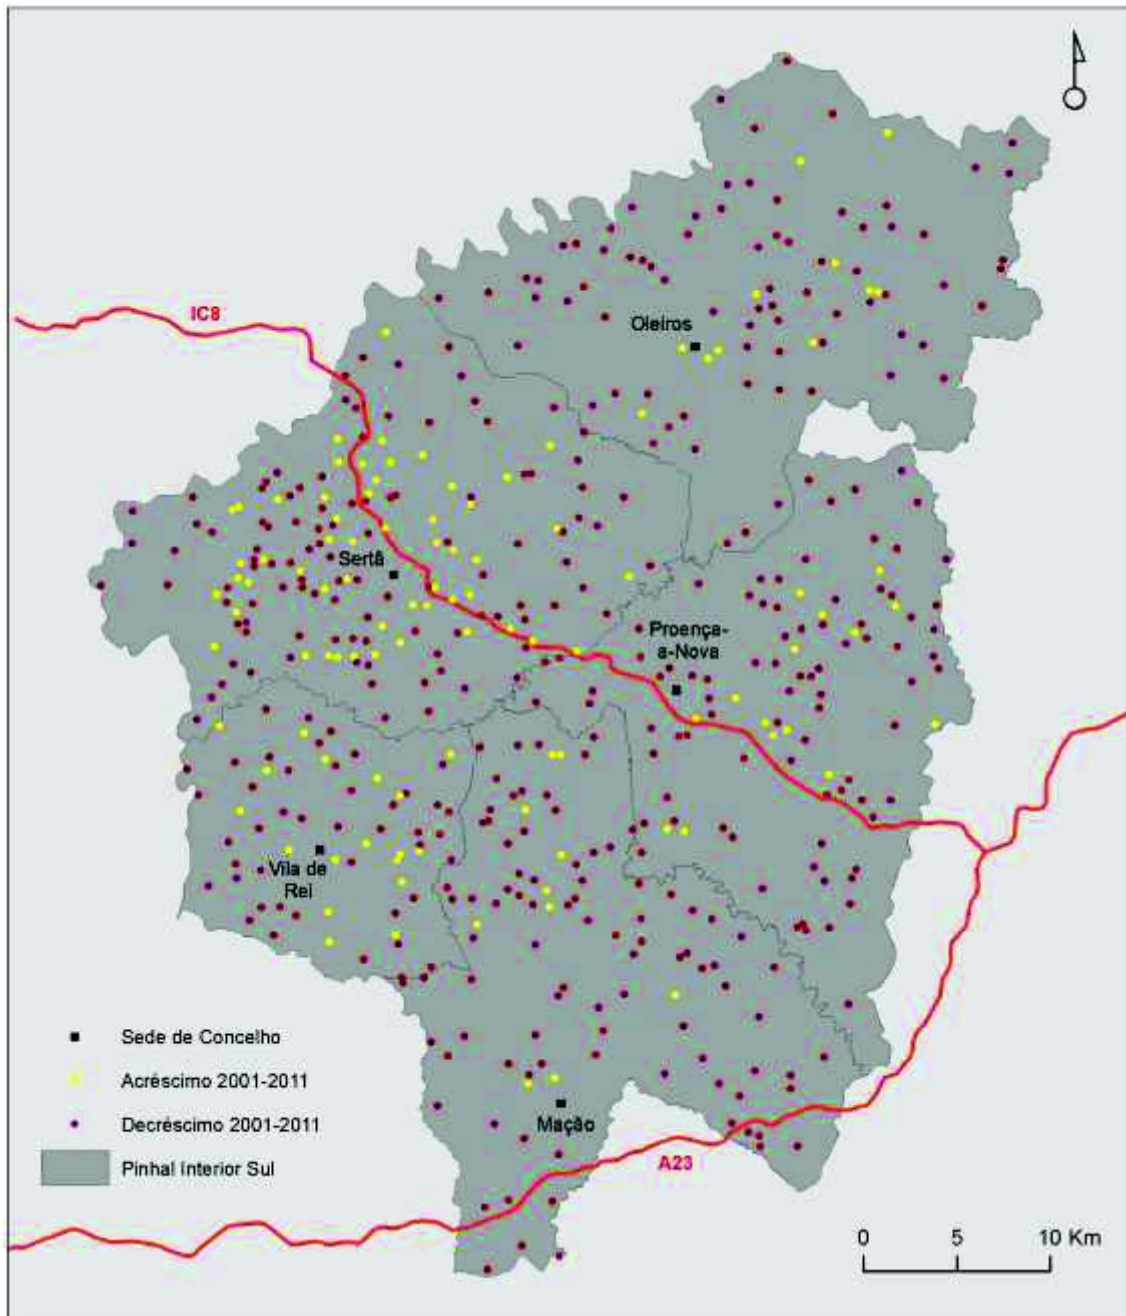 IC8
Oleiros
Sertã
Proença-
a-Nova
Vila de
Rei
Sede de Concelho
Acréscimo 2001-2011
Decréscimo 2001-2011
Pinhal Interior Sul
Mação
A23
0 5 10 Km